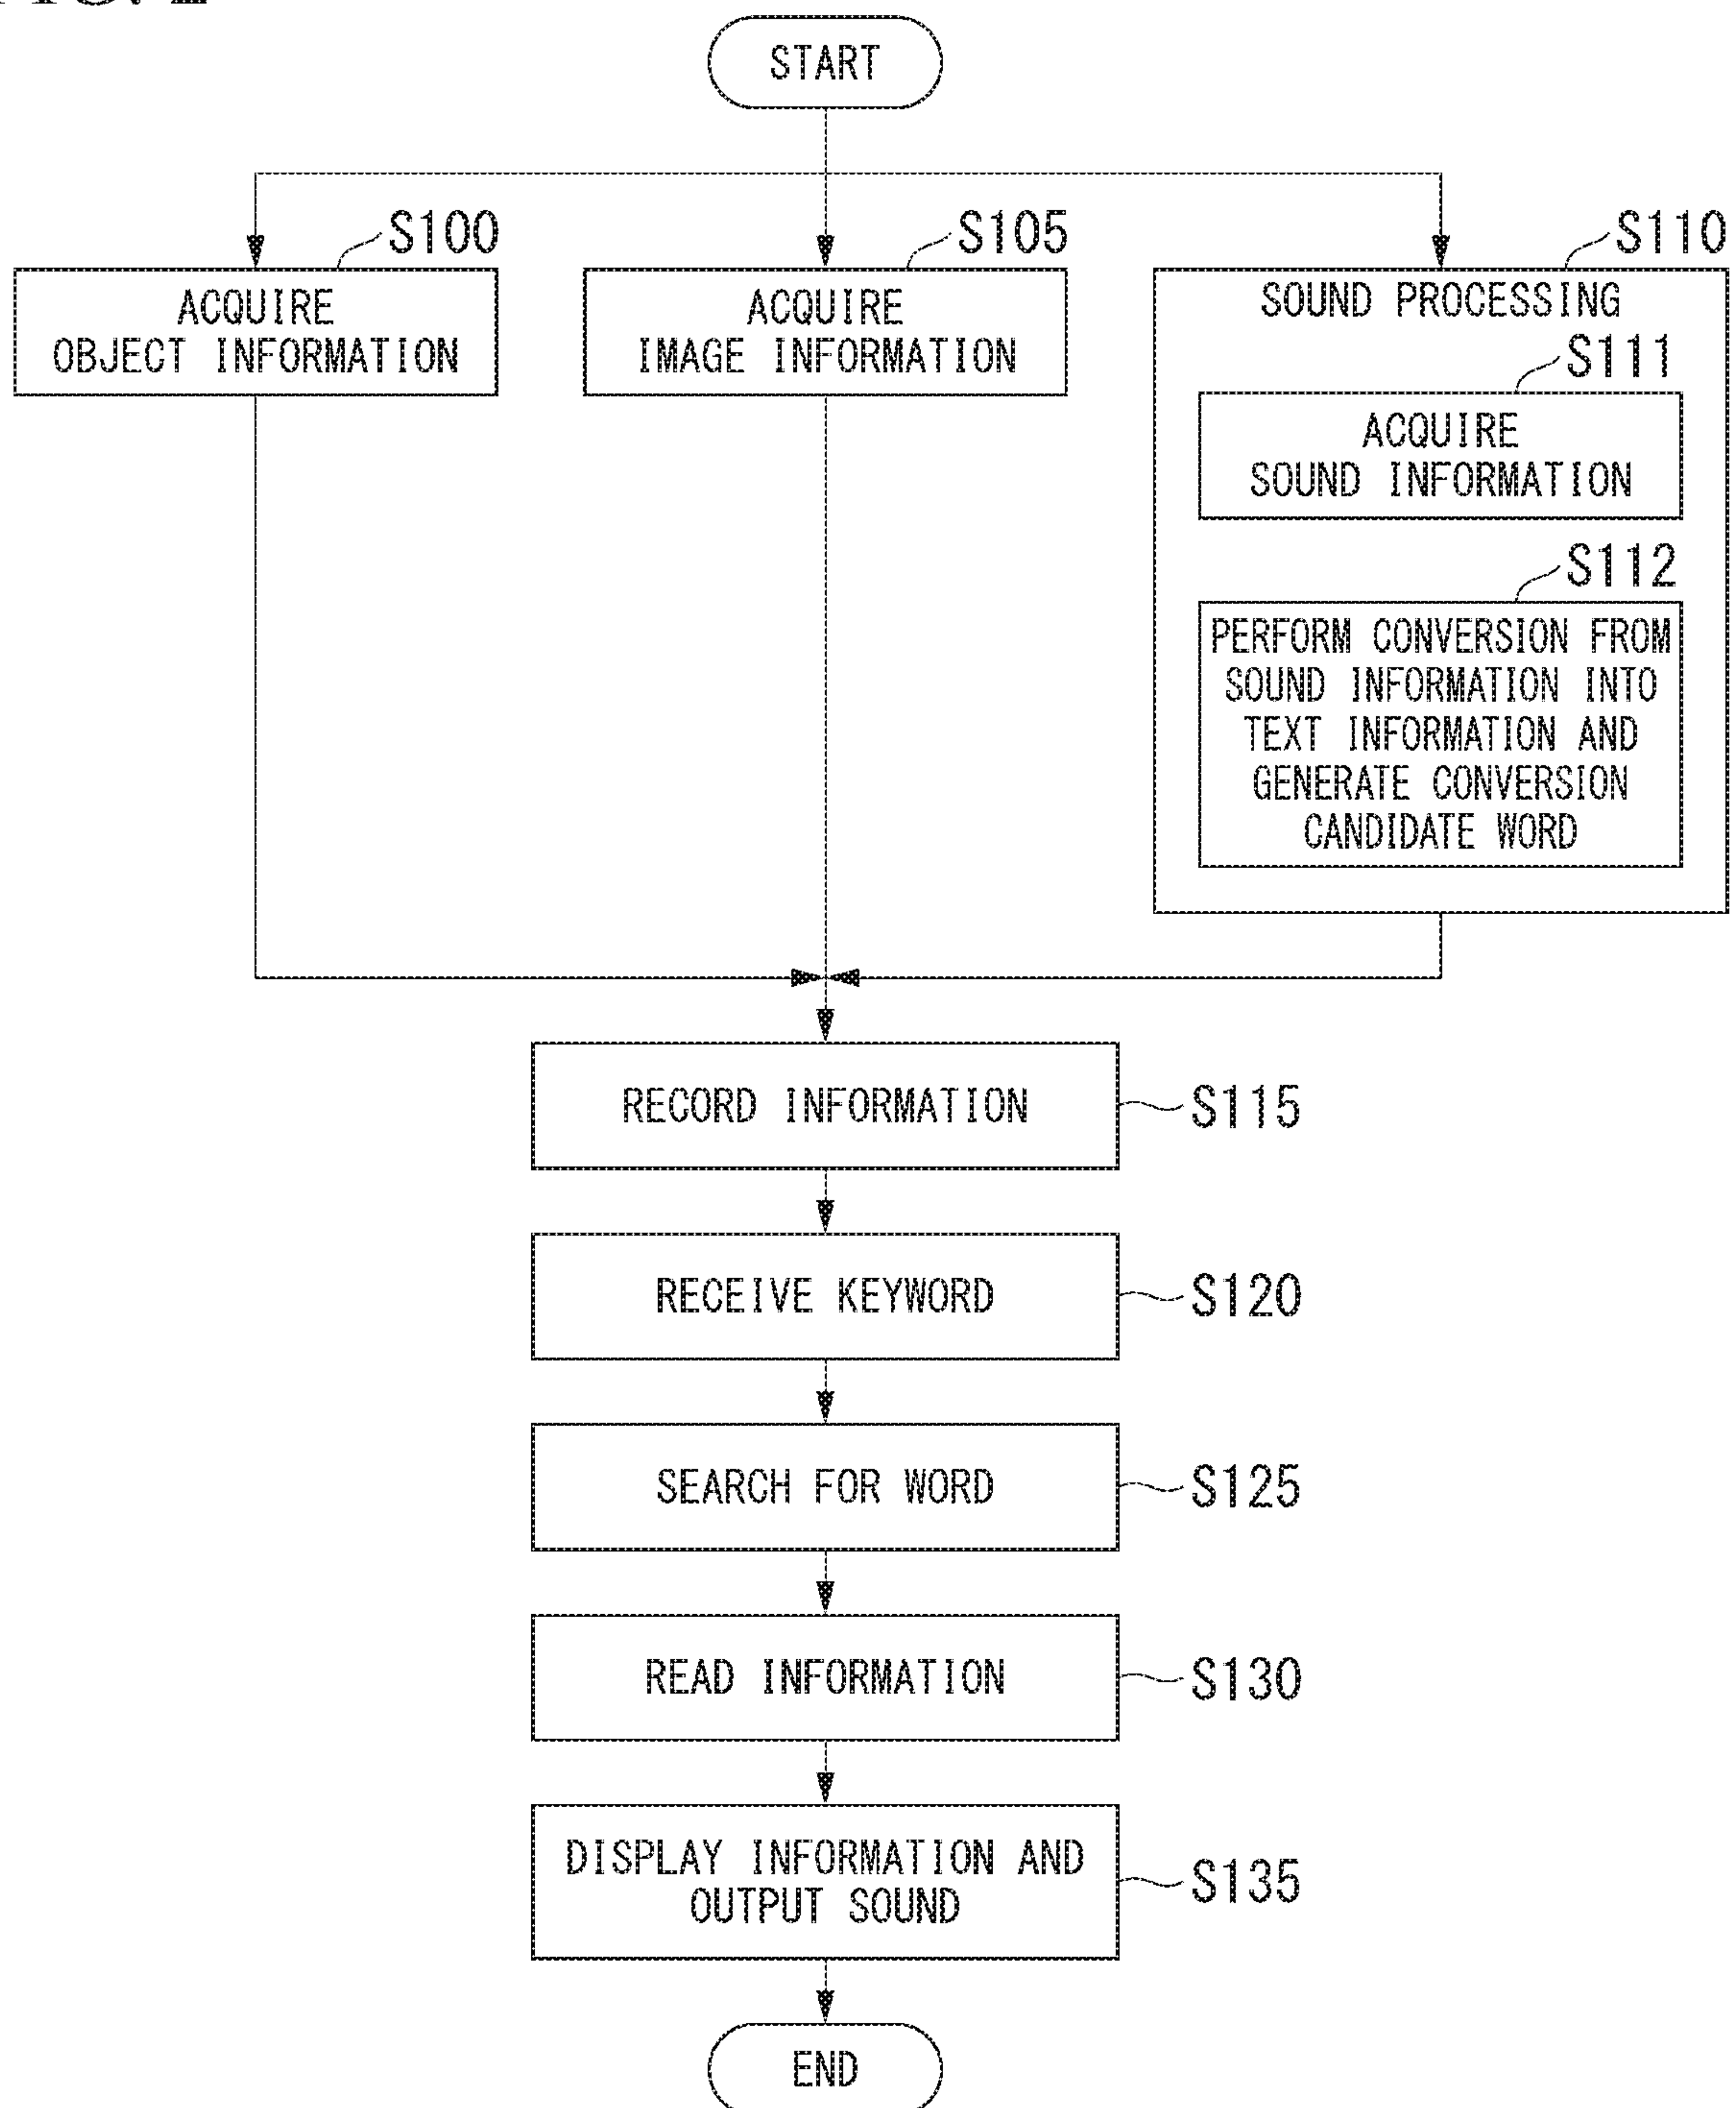 START
S100
S105
S110
ACQUIRE
OBJECT INFORMATION
ACQUIRE
IMAGE INFORMATION
SOUND PROCESSING
S111
ACQUIRE
SOUND INFORMATION
S112
PERFORM CONVERSION FROM
SOUND INFORMATION INTO
TEXT INFORMATION AND
GENERATE CONVERSION
CANDIDATE WORD
RECORD INFORMATION
S115
RECEIVE KEYWORD
S120
SEARCH FOR WORD
S125
READ INFORMATION
S130
DISPLAY INFORMATION AND
OUTPUT SOUND
S135
END